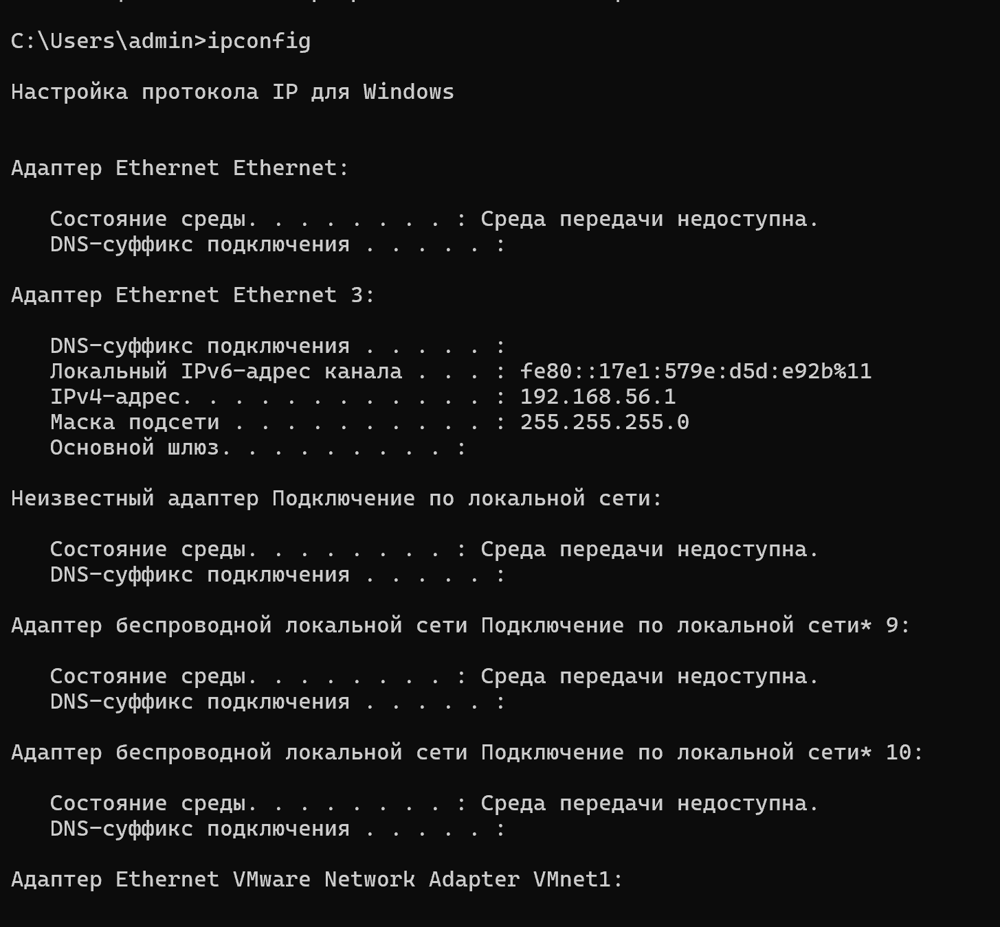 C:\Users\admin>ipconfig
Настройка протокола IP для Windows
Адаптер Ethernet Ethernet:
Состояние среды. . . . . . . . : Среда передачи недоступна.
DNS-суффикс подключения . . . . . :
Адаптер Ethernet Ethernet 3:
DNS-суффикс подключения . . . . . :
Локальный IPv6-адрес канала . . . : fe80::17e1:579e:d5d:e92b%11
IPv4-адрес. . . . . . . . . . . . : 192.168.56.1
Маска подсети . . . . . . . . . . : 255.255.255.0
Основной шлюз. . . . . . . . . :
Неизвестный адаптер Подключение по локальной сети:
Состояние среды. . . . . . . . : Среда передачи недоступна.
DNS-суффикс подключения . . . . . :
Адаптер беспроводной локальной сети Подключение по локальной сети* 9:
Состояние среды. . . . . . . . : Среда передачи недоступна.
DNS-суффикс подключения . . . . . :
Адаптер беспроводной локальной сети Подключение по локальной сети* 10:
Состояние среды. . . . . . . . : Среда передачи недоступна.
DNS-суффикс подключения . . . . . :
Адаптер Ethernet VMware Network Adapter VMnet1: